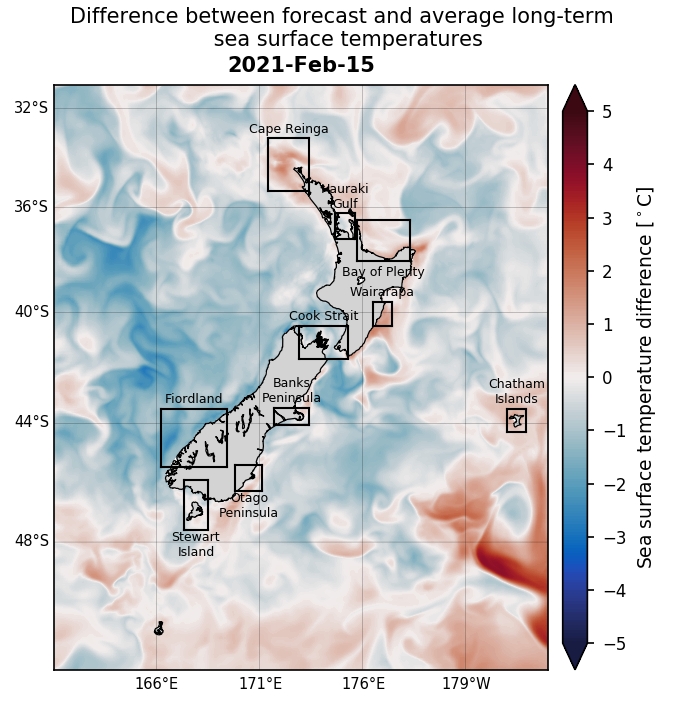 Difference between forecast and average long-term
sea surface temperatures
2021-Feb-15
32°S
36°S
40°S
44°S
48°S
166°E
171°E
176°E
179°W
Cape Reinga
Hauraki
Gulf
Bay of Plenty
Wairarapa
Cook Strait
Banks
Peninsula
Fiordland
Chatham
Islands
Otago
Peninsula
Stewart
Island
5
4
3
2
1
0
−1
−2
−3
−4
−5
Sea surface temperature difference [°C]